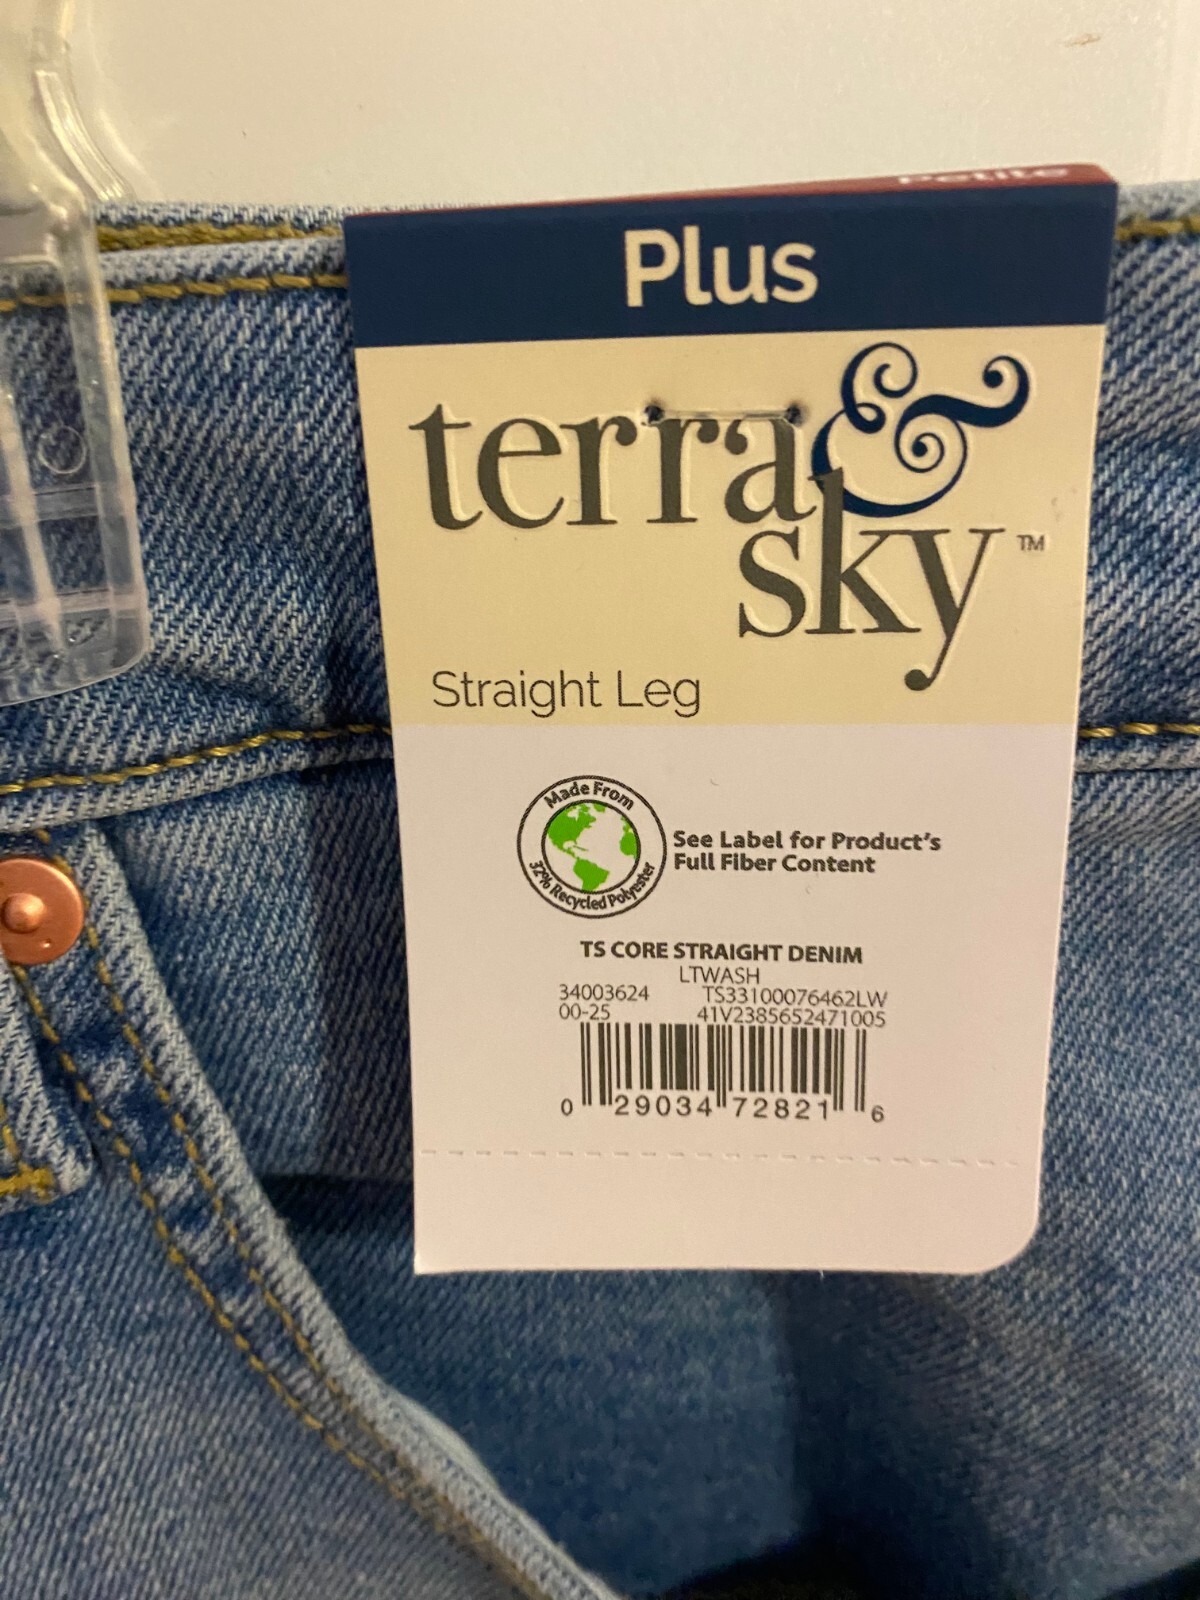 Petite
Plus
terra &
sky™
Straight Leg
Made From
32% Recycled Polyester
See Label for Product's
Full Fiber Content
TS CORE STRAIGHT DENIM
LTWASH
34003624 TS33100076462LW
00-25 41V2385652471005
0 29034 72821 6